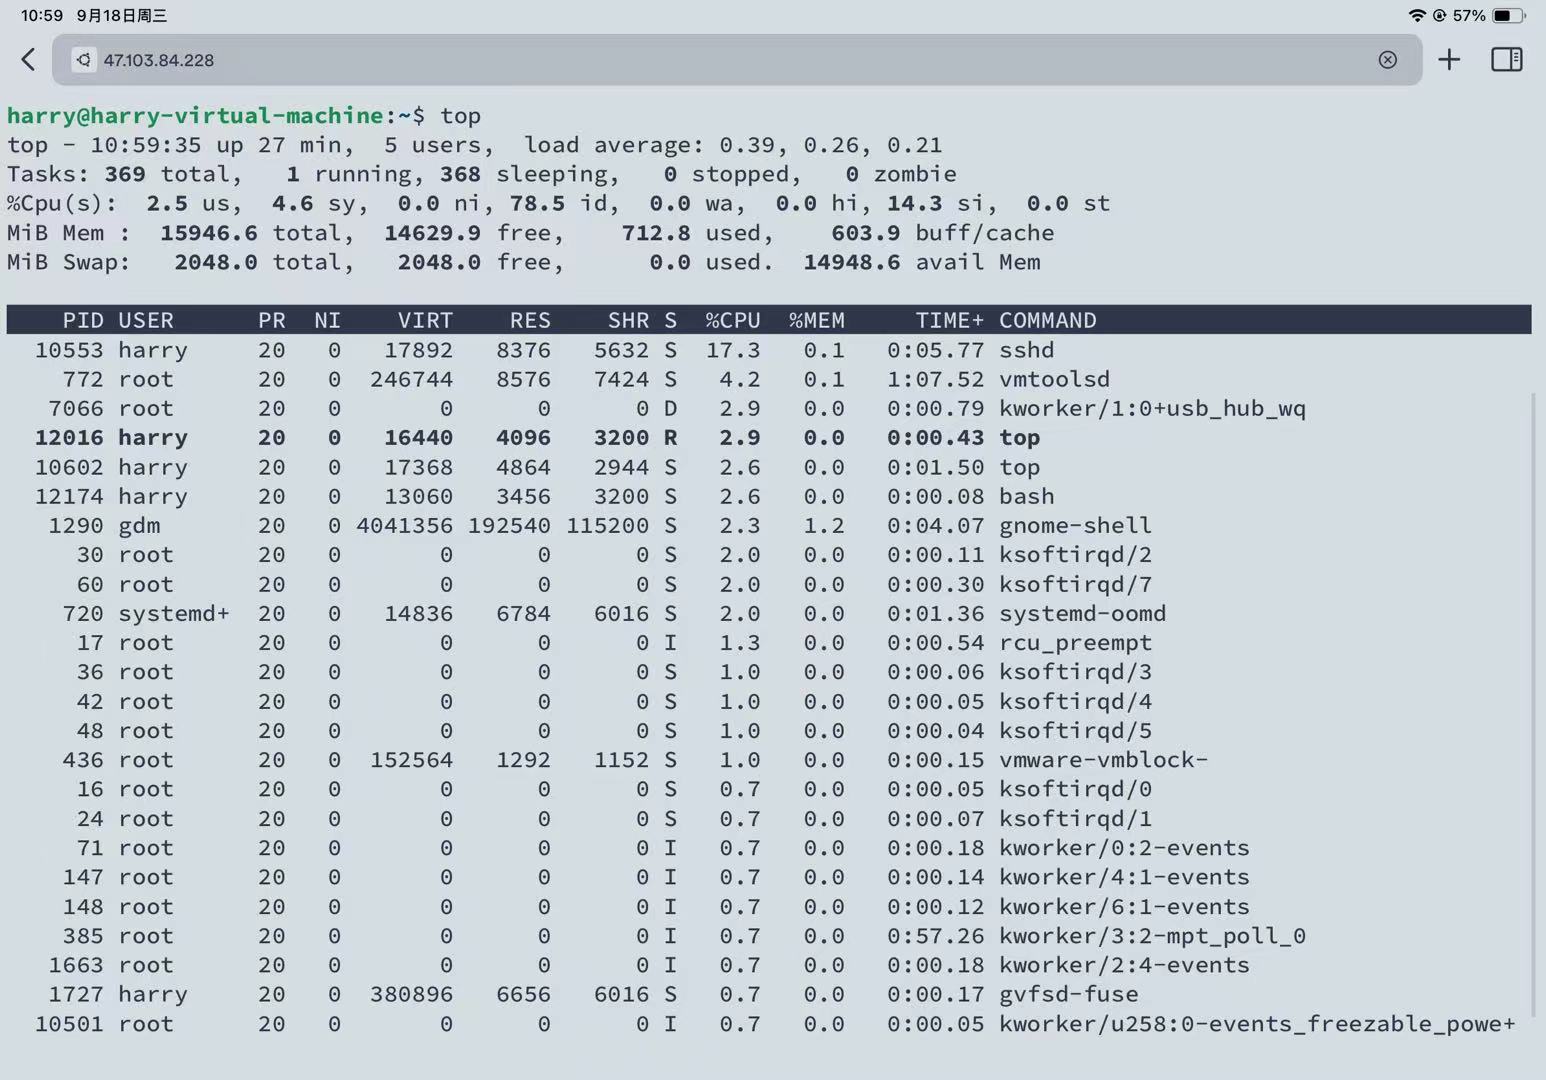 10:59 9月18日周三
57%
47.103.84.228
harry@harry-virtual-machine:~$ top
top - 10:59:35 up 27 min,  5 users,  load average: 0.39, 0.26, 0.21
Tasks: 369 total,   1 running, 368 sleeping,   0 stopped,   0 zombie
%Cpu(s):  2.5 us,  4.6 sy,  0.0 ni, 78.5 id,  0.0 wa,  0.0 hi, 14.3 si,  0.0 st
MiB Mem :  15946.6 total,  14629.9 free,    712.8 used,    603.9 buff/cache
MiB Swap:   2048.0 total,   2048.0 free,      0.0 used.  14948.6 avail Mem
PID USER PR NI VIRT RES SHR S %CPU %MEM TIME+ COMMAND
10553 harry 20 0 17892 8376 5632 S 17.3 0.1 0:05.77 sshd
772 root 20 0 246744 8576 7424 S 4.2 0.1 1:07.52 vmtoolsd
7066 root 20 0 0 0 0 D 2.9 0.0 0:00.79 kworker/1:0+usb_hub_wq
12016 harry 20 0 16440 4096 3200 R 2.9 0.0 0:00.43 top
10602 harry 20 0 17368 4864 2944 S 2.6 0.0 0:01.50 top
12174 harry 20 0 13060 3456 3200 S 2.6 0.0 0:00.08 bash
1290 gdm 20 0 4041356 192540 115200 S 2.3 1.2 0:04.07 gnome-shell
30 root 20 0 0 0 0 S 2.0 0.0 0:00.11 ksoftirqd/2
60 root 20 0 0 0 0 S 2.0 0.0 0:00.30 ksoftirqd/7
720 systemd+ 20 0 14836 6784 6016 S 2.0 0.0 0:01.36 systemd-oomd
17 root 20 0 0 0 0 I 1.3 0.0 0:00.54 rcu_preempt
36 root 20 0 0 0 0 S 1.0 0.0 0:00.06 ksoftirqd/3
42 root 20 0 0 0 0 S 1.0 0.0 0:00.05 ksoftirqd/4
48 root 20 0 0 0 0 S 1.0 0.0 0:00.04 ksoftirqd/5
436 root 20 0 152564 1292 1152 S 1.0 0.0 0:00.15 vmware-vmblock-
16 root 20 0 0 0 0 S 0.7 0.0 0:00.05 ksoftirqd/0
24 root 20 0 0 0 0 S 0.7 0.0 0:00.07 ksoftirqd/1
71 root 20 0 0 0 0 I 0.7 0.0 0:00.18 kworker/0:2-events
147 root 20 0 0 0 0 I 0.7 0.0 0:00.14 kworker/4:1-events
148 root 20 0 0 0 0 I 0.7 0.0 0:00.12 kworker/6:1-events
385 root 20 0 0 0 0 I 0.7 0.0 0:57.26 kworker/3:2-mpt_poll_0
1663 root 20 0 0 0 0 I 0.7 0.0 0:00.18 kworker/2:4-events
1727 harry 20 0 380896 6656 6016 S 0.7 0.0 0:00.17 gvfsd-fuse
10501 root 20 0 0 0 0 I 0.7 0.0 0:00.05 kworker/u258:0-events_freezable_powe+